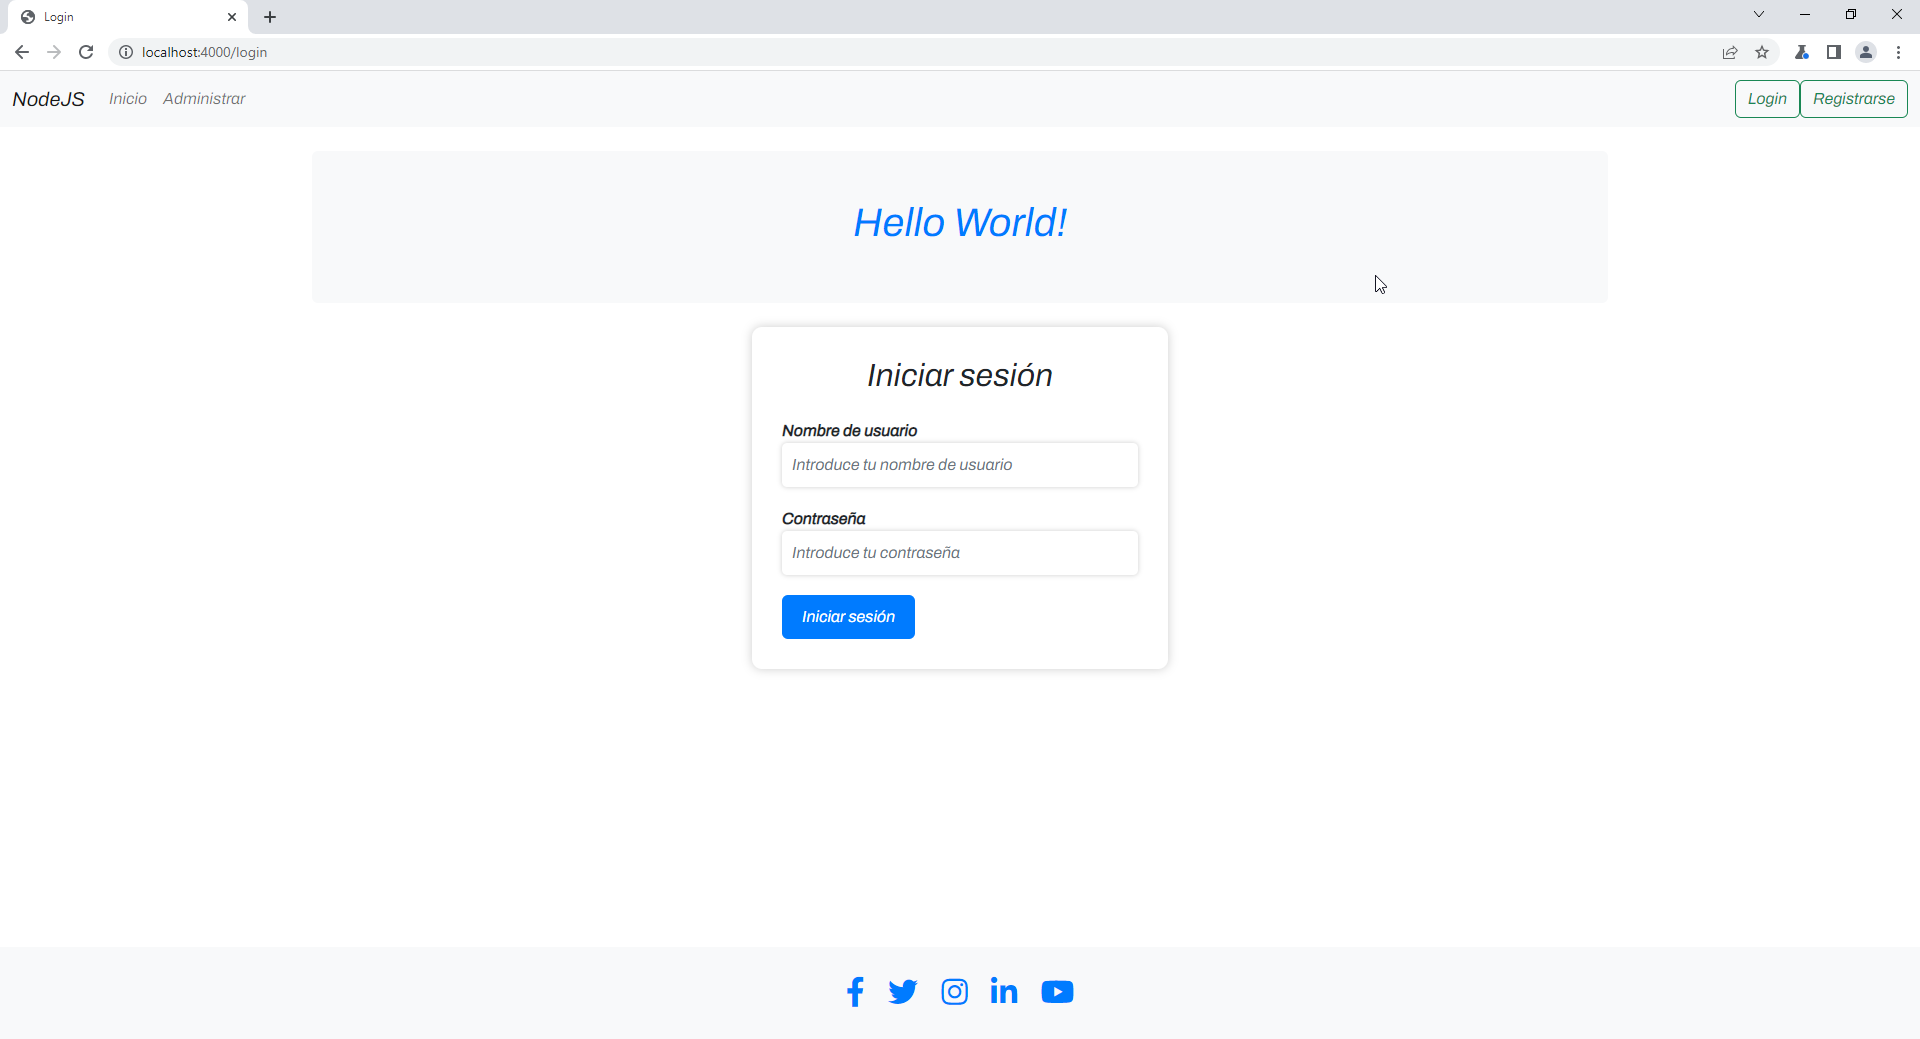 Login
localhost:4000/login
NodeJS Inicio Administrar Login Registrarse
Hello World!
Iniciar sesión
Nombre de usuario
Introduce tu nombre de usuario
Contraseña
Introduce tu contraseña
Iniciar sesión